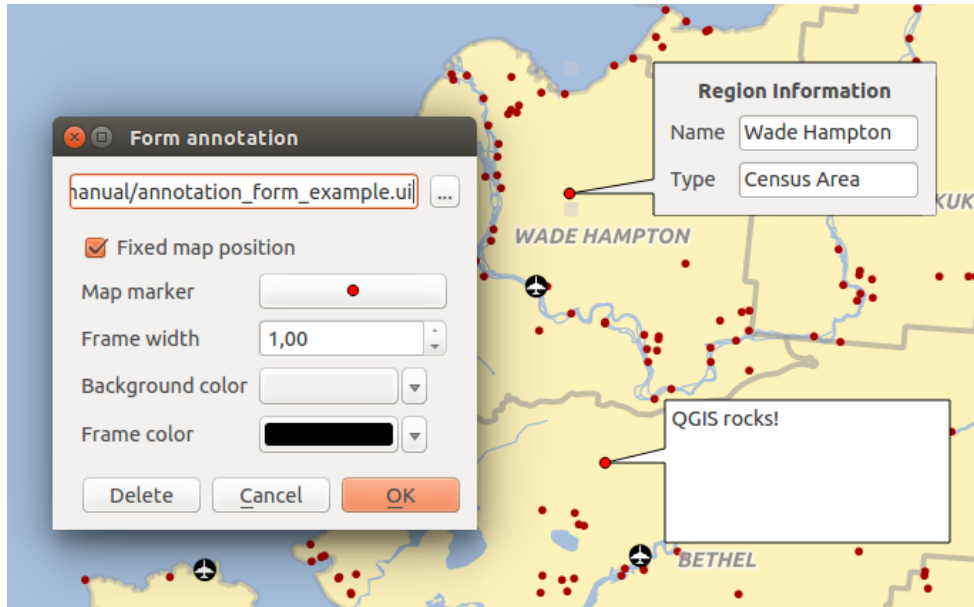 Form annotation
nanual/annotation_form_example.ui
...
Fixed map position
Map marker
Frame width
1,00
Background color
Frame color
Delete
Cancel
OK
Region Information
Name
Wade Hampton
Type
Census Area
KUK
WADE HAMPTON
QGIS rocks!
BETHEL